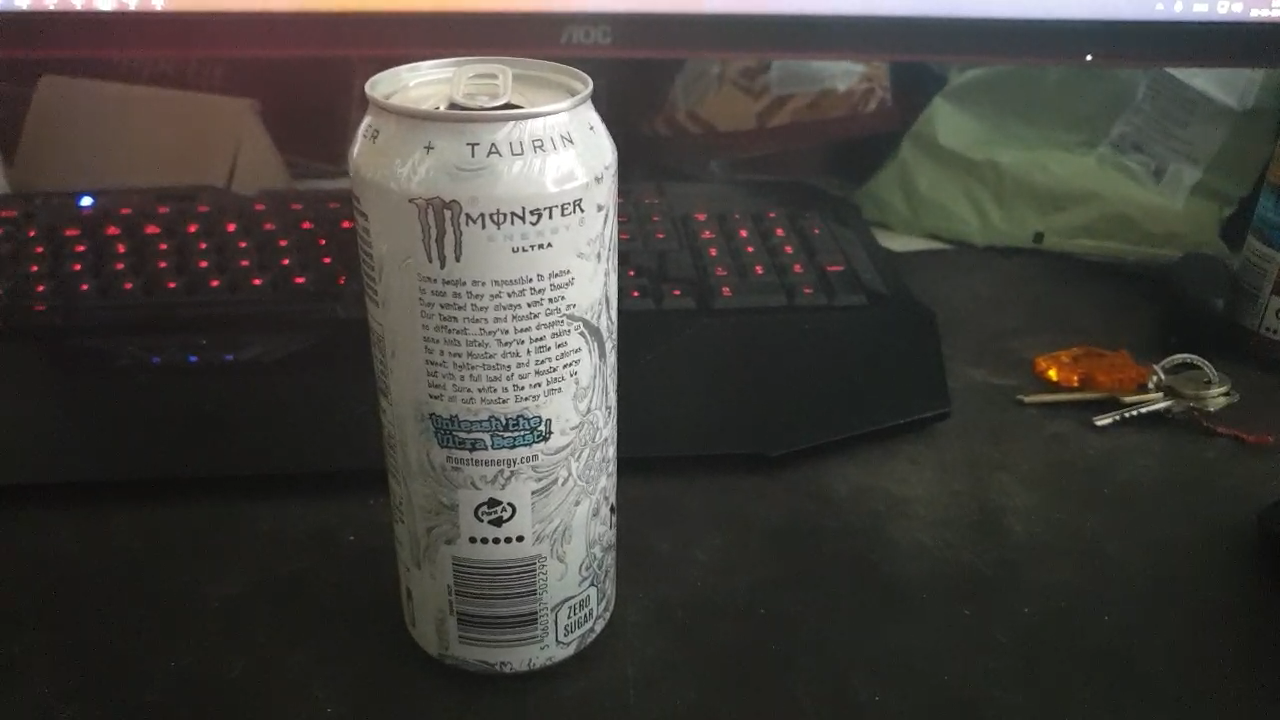 AOC
ER + TAURIN +
MONSTER
ENERGY
ULTRA
Some people are impossible to please.
As soon as they get what they thought
they wanted they always want more.
Our team riders and Monster Girls are
no different....they've been dropping
some hints lately. They've been asking us
for a new Monster drink. A little less
sweet, lighter-tasting and zero calories
but with a full load of our Monster energy
blend. Sure, white is the new black. We
went all out! Monster Energy Ultra.
Unleash the
Ultra Beast!
monsterenergy.com
Pant A
5 060337 502290
ZERO
SUGAR